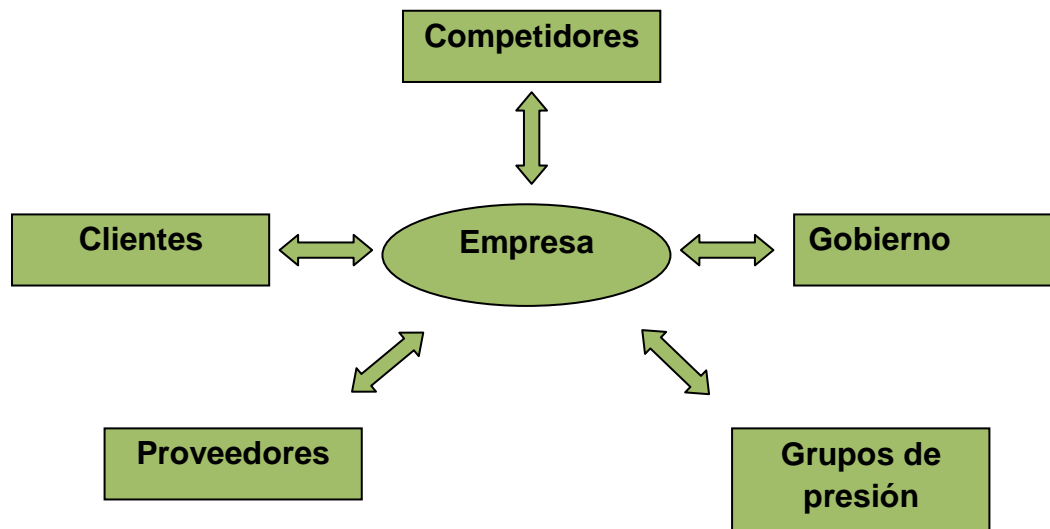 Competidores
Clientes
Empresa
Gobierno
Proveedores
Grupos de
presión